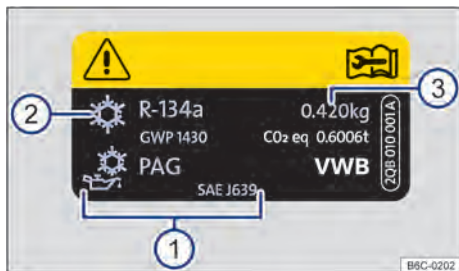 3
2
R-134a 0.420kg
GWP 1430 CO₂ eq 0.6006t
PAG VWB
SAE J639
2QB 010 001A
1
B6C-0202